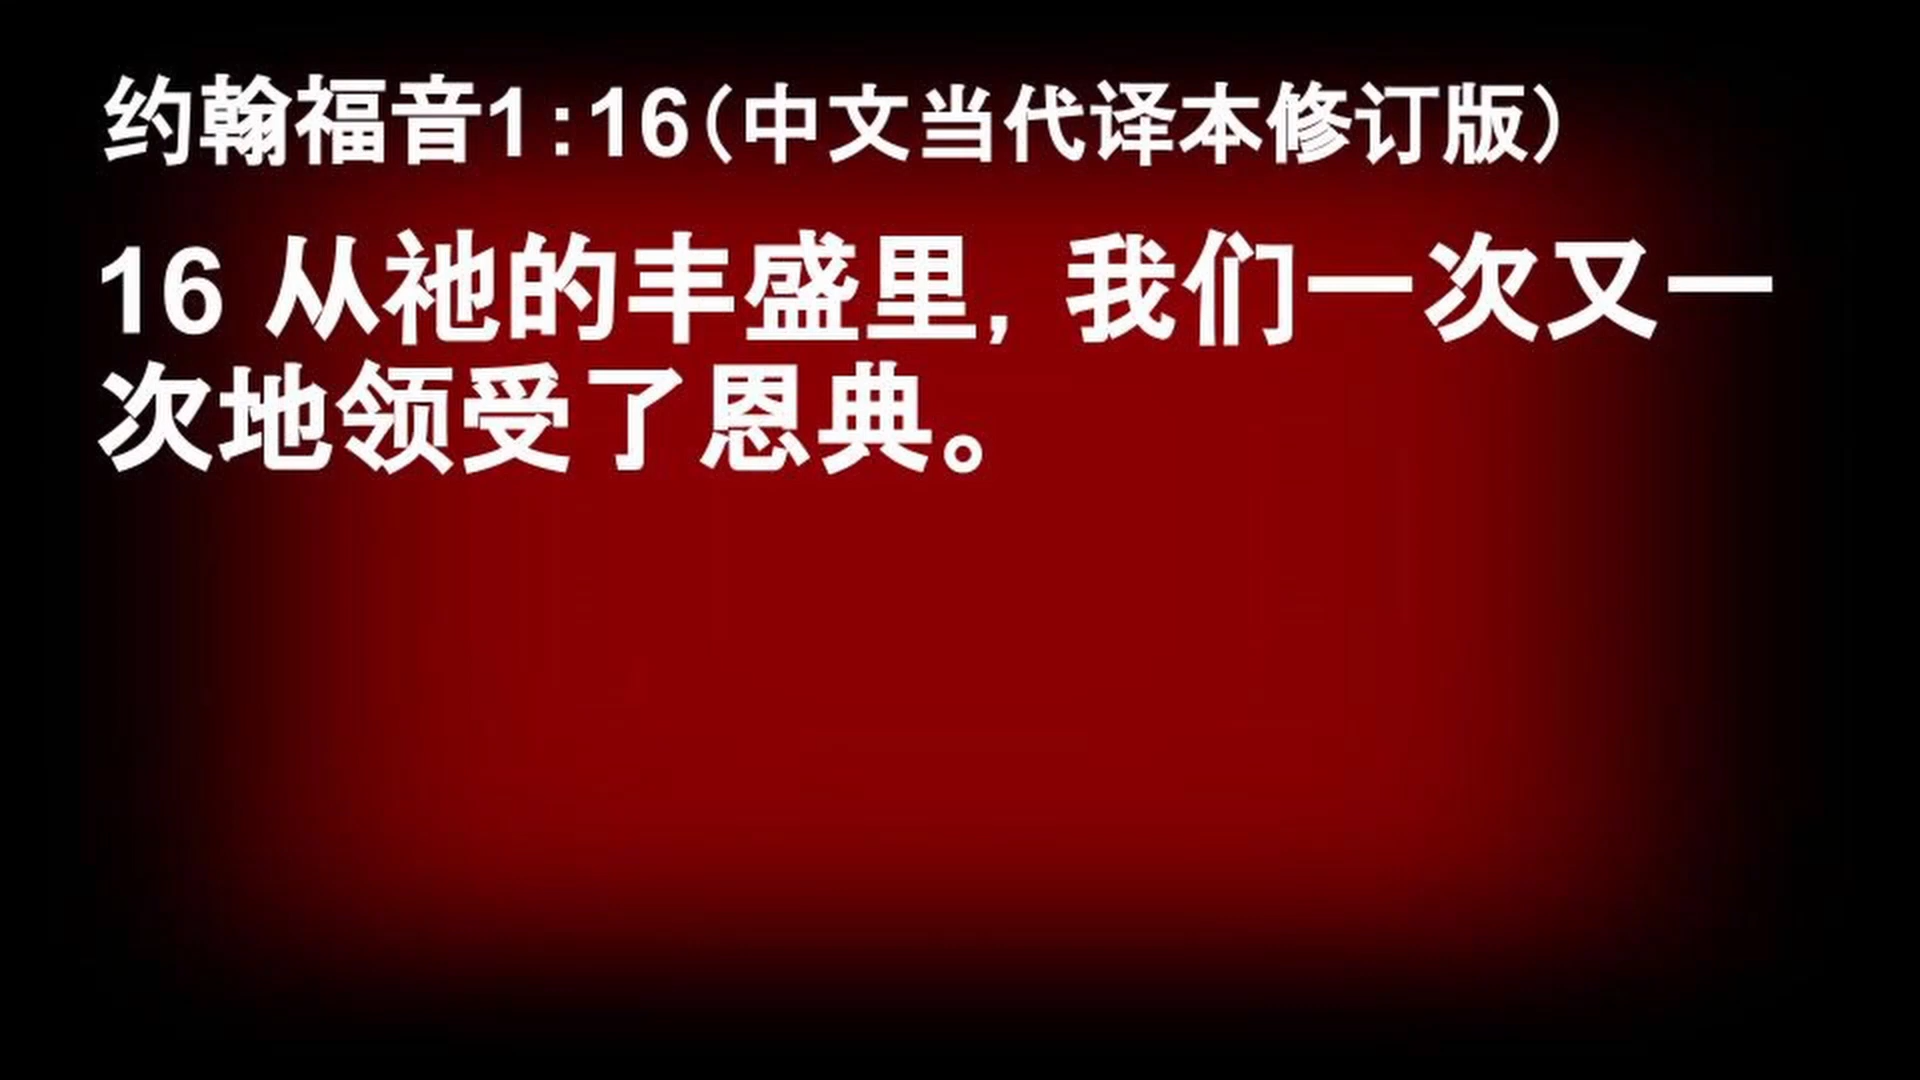 约翰福音1:16(中文当代译本修订版)
16 从祂的丰盛里, 我们一次又一
次地领受了恩典。